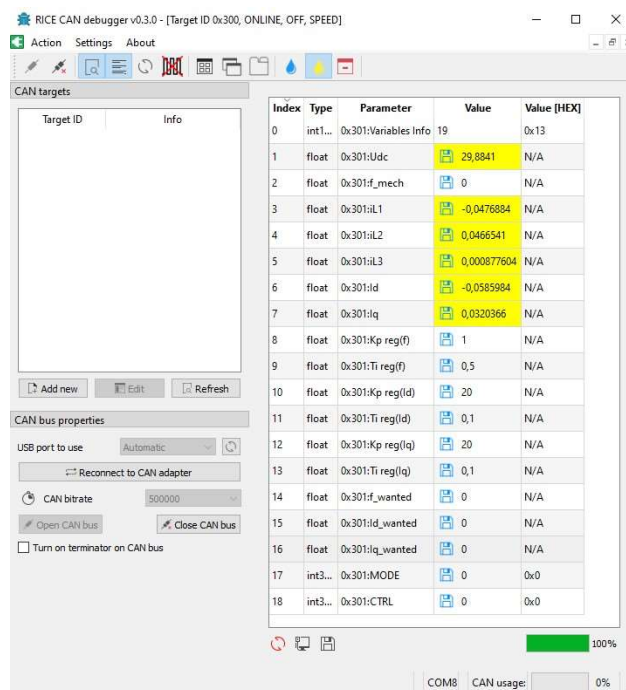 RICE CAN debugger v0.3.0 - [Target ID 0x300, ONLINE, OFF, SPEED]
Action Settings About
CAN targets
Target ID Info
Add new Edit Refresh
CAN bus properties
USB port to use Automatic
Reconnect to CAN adapter
CAN bitrate 500000
Open CAN bus Close CAN bus
Turn on terminator on CAN bus
Index Type Parameter Value Value [HEX]
0 int1... 0x301:Variables Info 19 0x13
1 float 0x301:Udc 29,8841 N/A
2 float 0x301:f_mech 0 N/A
3 float 0x301:iL1 -0,0476884 N/A
4 float 0x301:iL2 0,0466541 N/A
5 float 0x301:iL3 0,000877604 N/A
6 float 0x301:Id -0,0585984 N/A
7 float 0x301:Iq 0,0320366 N/A
8 float 0x301:Kp reg(f) 1 N/A
9 float 0x301:Ti reg(f) 0,5 N/A
10 float 0x301:Kp reg(Id) 20 N/A
11 float 0x301:Ti reg(Id) 0,1 N/A
12 float 0x301:Kp reg(Iq) 20 N/A
13 float 0x301:Ti reg(Iq) 0,1 N/A
14 float 0x301:f_wanted 0 N/A
15 float 0x301:Id_wanted 0 N/A
16 float 0x301:Iq_wanted 0 N/A
17 int3... 0x301:MODE 0 0x0
18 int3... 0x301:CTRL 0 0x0
100%
COM8 CAN usage: 0%